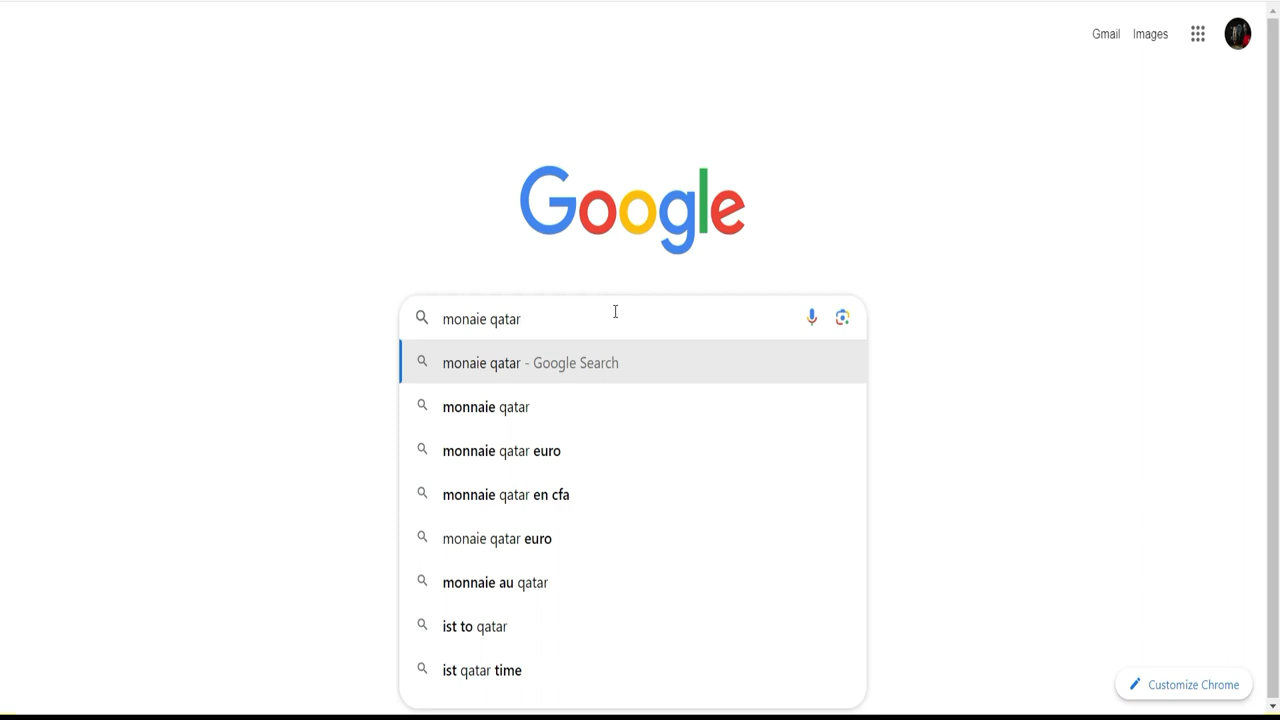 Gmail Images
Google
monaie qatar
monaie qatar - Google Search
monnaie qatar
monnaie qatar euro
monnaie qatar en cfa
monaie qatar euro
monnaie au qatar
ist to qatar
ist qatar time
Customize Chrome